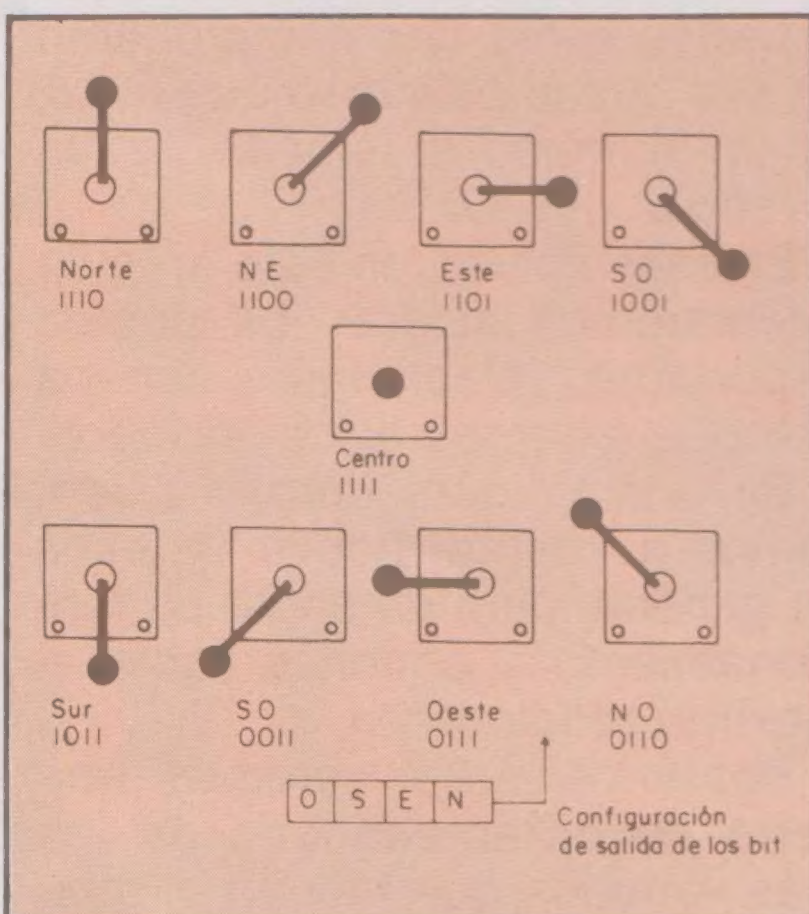 Norte
1110
N E
1100
Este
1101
S O
1001
Centro
1111
Sur
1011
S O
0011
Oeste
0111
N O
0110
O S E N
Configuración
de salida de los bit